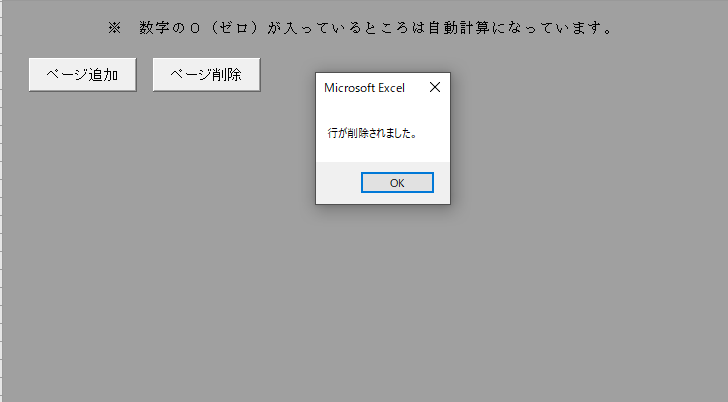 ※　数字の０（ゼロ）が入っているところは自動計算になっています。
ページ追加
ページ削除
Microsoft Excel
行が削除されました。
OK